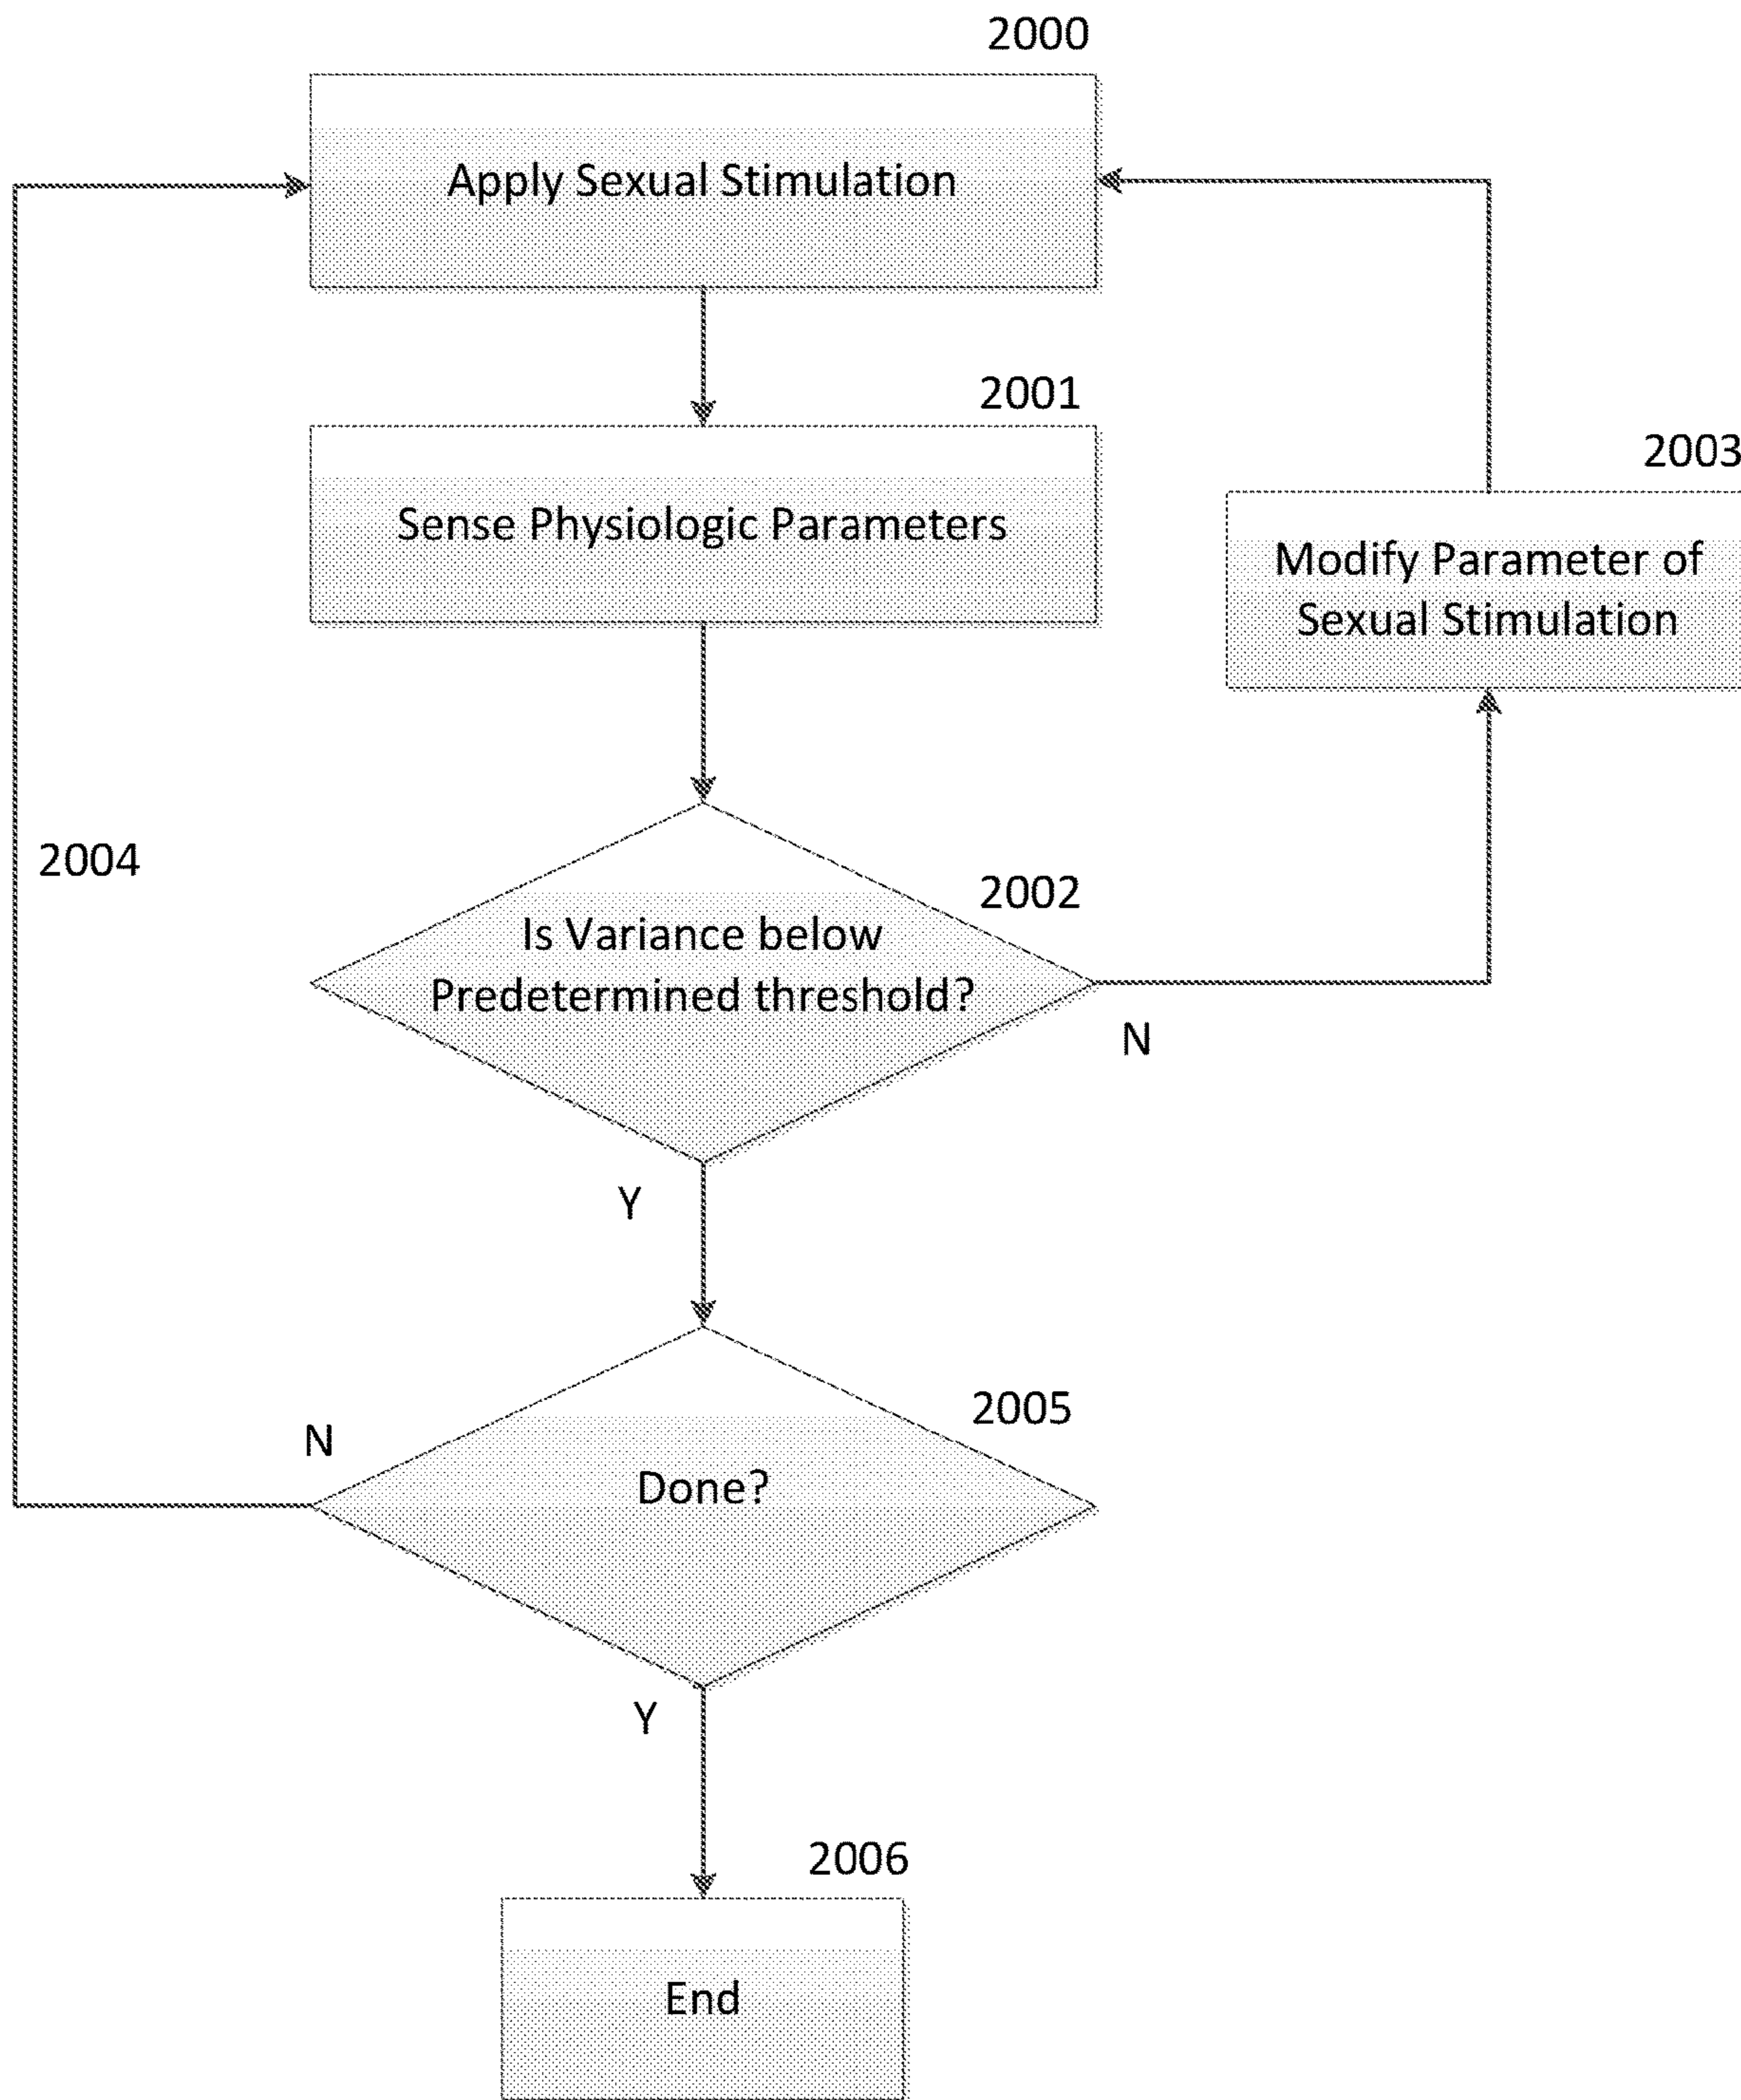 2000
Apply Sexual Stimulation
2001
Sense Physiologic Parameters
2003
Modify Parameter of
Sexual Stimulation
2004
2002
Is Variance below
Predetermined threshold?
N
Y
2005
N
Done?
Y
2006
End